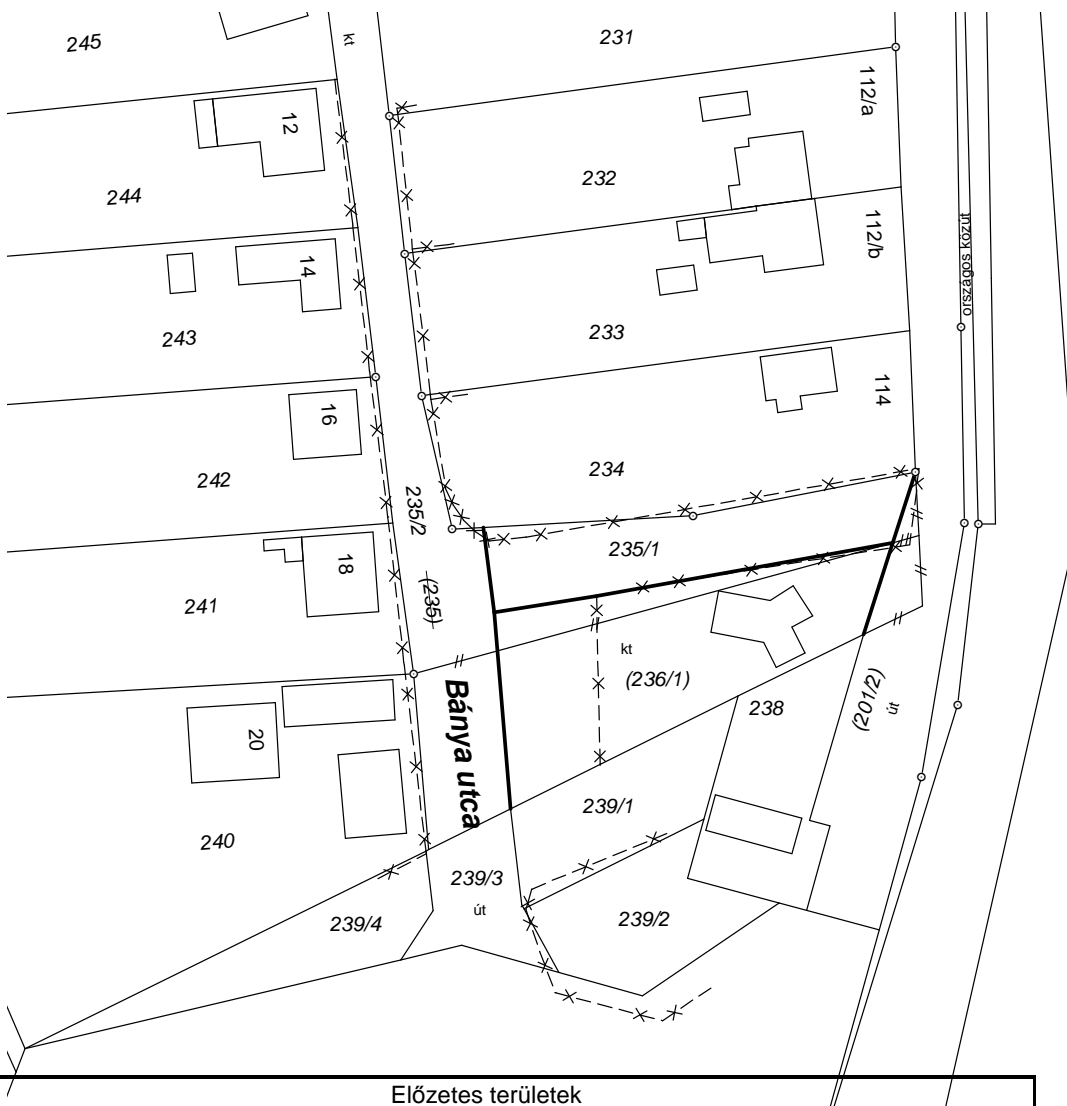 245
kt
231
112/a
12
244
232
112/b
országos közút
14
243
233
16
114
242
234
235/2
235/1
18
(235)
241
kt
(236/1)
Bánya utca
238
(201/2)
út
20
239/1
240
239/3
út
239/4
239/2
Előzetes területek